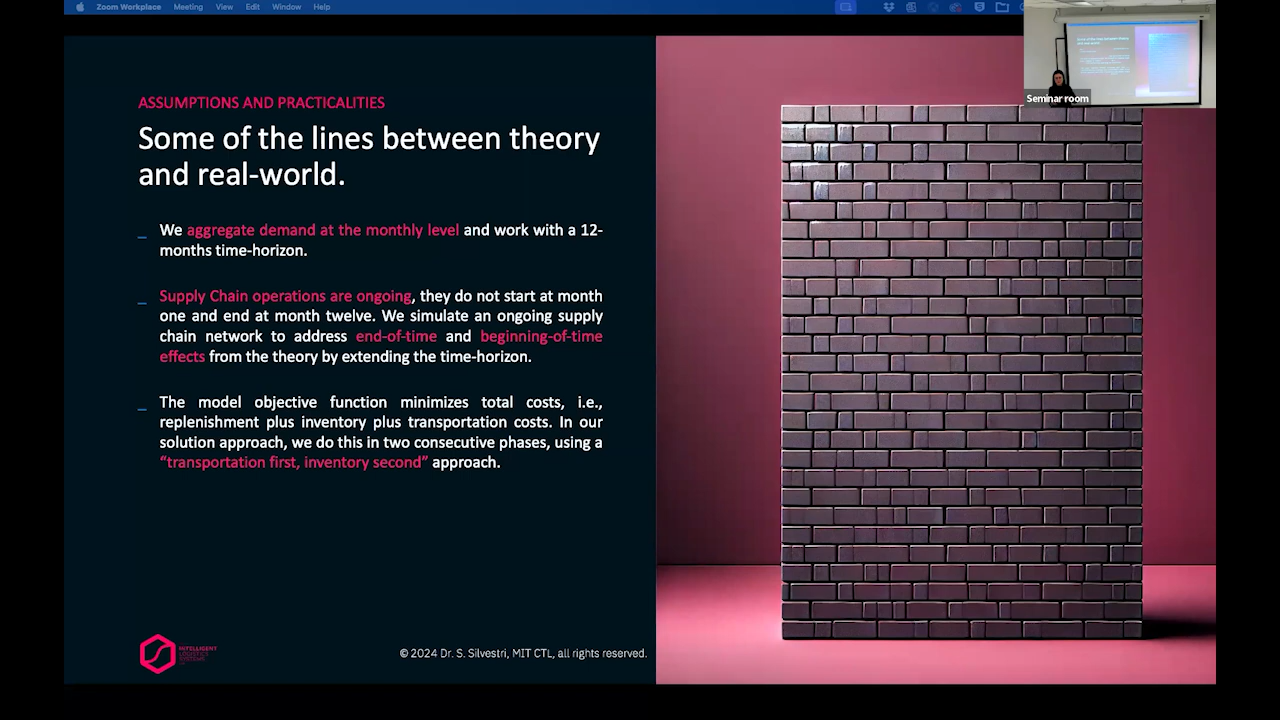 Zoom Workplace Meeting View Edit Window Help
Seminar room
ASSUMPTIONS AND PRACTICALITIES
Some of the lines between theory
and real-world.
_ We aggregate demand at the monthly level and work with a 12-
months time-horizon.
_ Supply Chain operations are ongoing, they do not start at month
one and end at month twelve. We simulate an ongoing supply
chain network to address end-of-time and beginning-of-time
effects from the theory by extending the time-horizon.
_ The model objective function minimizes total costs, i.e.,
replenishment plus inventory plus transportation costs. In our
solution approach, we do this in two consecutive phases, using a
“transportation first, inventory second” approach.
INTELLIGENT
LOGISTICS
SYSTEMS
© 2024 Dr. S. Silvestri, MIT CTL, all rights reserved.